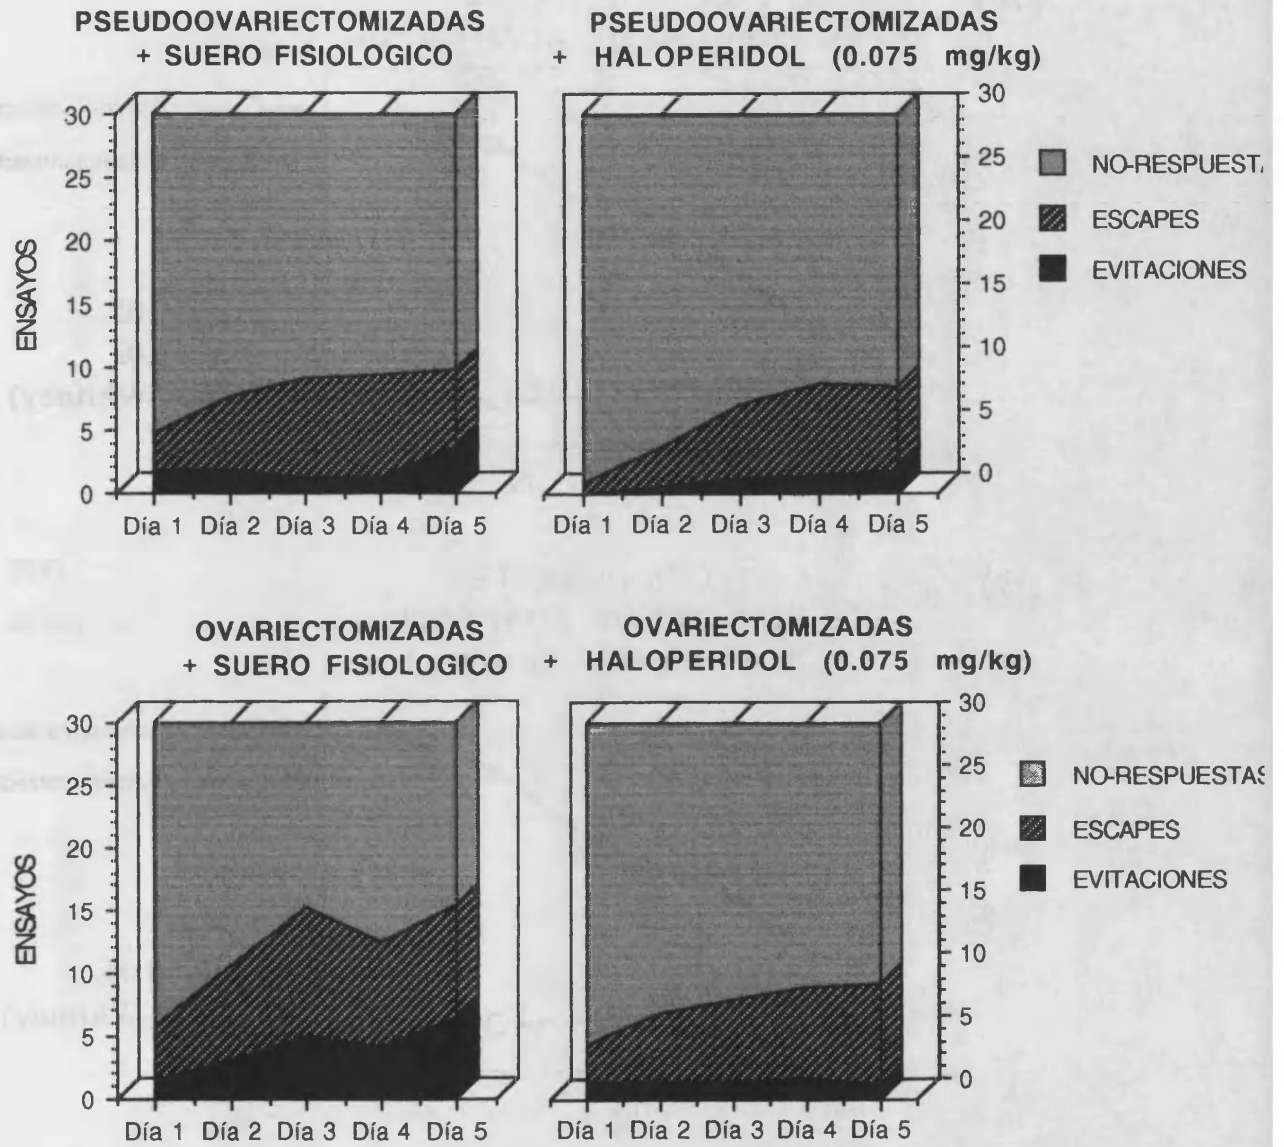 PSEUDOOVARIECTOMIZADAS
+ SUERO FISIOLOGICO
PSEUDOOVARIECTOMIZADAS
+ HALOPERIDOL (0.075 mg/kg)
30
25
20
15
10
5
0
ENSAYOS
Día 1 Día 2 Día 3 Día 4 Día 5
Día 1 Día 2 Día 3 Día 4 Día 5
30
25
20
15
10
5
0
NO-RESPUEST
ESCAPES
EVITACIONES
OVARIECTOMIZADAS
+ SUERO FISIOLOGICO
OVARIECTOMIZADAS
+ HALOPERIDOL (0.075 mg/kg)
30
25
20
15
10
5
0
ENSAYOS
Día 1 Día 2 Día 3 Día 4 Día 5
Día 1 Día 2 Día 3 Día 4 Día 5
30
25
20
15
10
5
0
NO-RESPUESTAS
ESCAPES
EVITACIONES